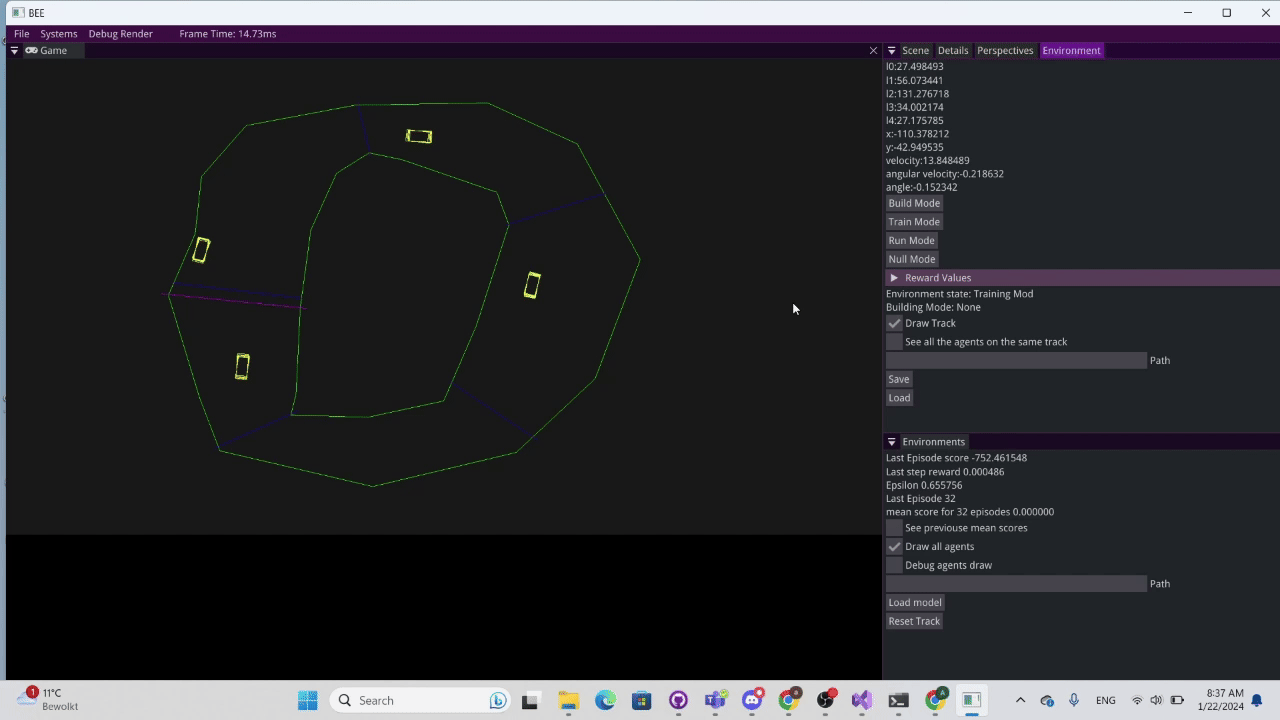 BEE
File Systems Debug Render Frame Time: 14.73ms
Game
Scene Details Perspectives Environment
l0:27.498493
l1:56.073441
l2:131.276718
l3:34.002174
l4:27.175785
x:-110.378212
y:-42.949535
velocity:13.848489
angular velocity:-0.218632
angle:-0.152342
Build Mode
Train Mode
Run Mode
Null Mode
Reward Values
Environment state: Training Mod
Building Mode: None
Draw Track
See all the agents on the same track
Path
Save
Load
Environments
Last Episode score -752.461548
Last step reward 0.000486
Epsilon 0.655756
Last Episode 32
mean score for 32 episodes 0.000000
See previouse mean scores
Draw all agents
Debug agents draw
Path
Load model
Reset Track
1
11°C
Bewolkt
Search
ENG
8:37 AM
1/22/2024